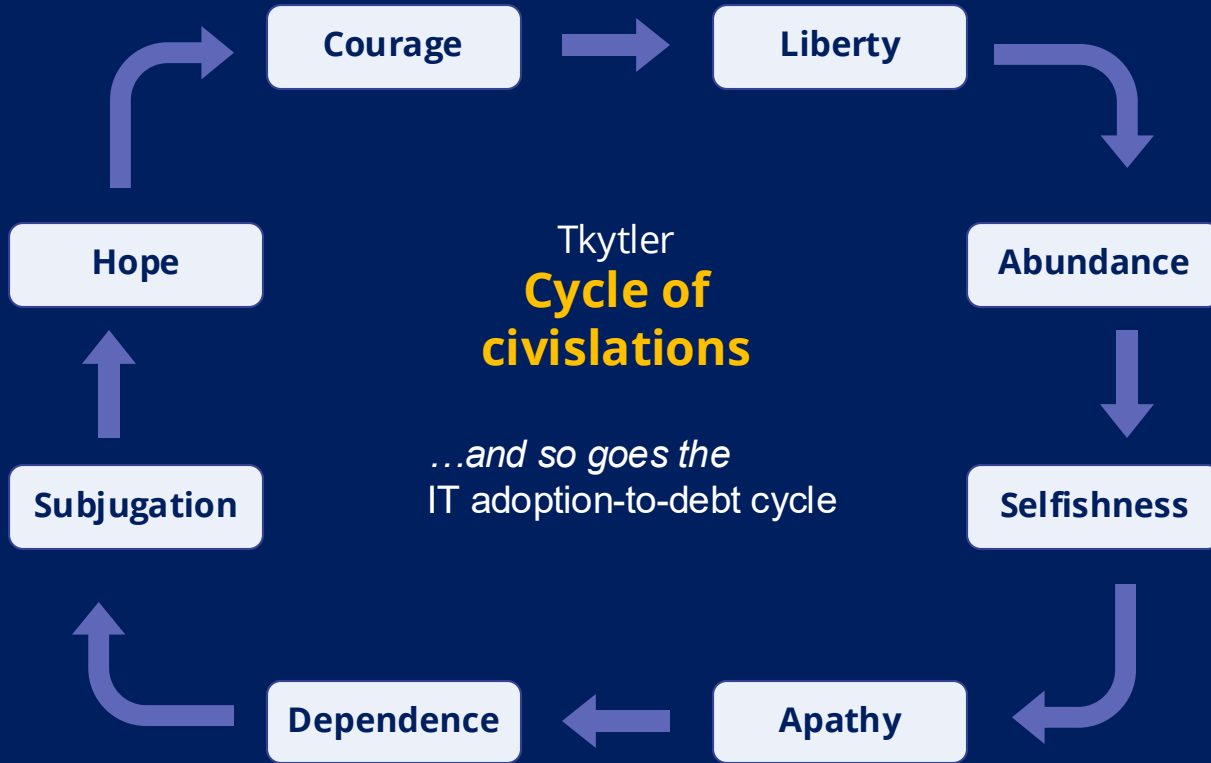 Courage
Liberty
Hope
Tkytler
Cycle of
civislations
Abundance
…and so goes the
IT adoption-to-debt cycle
Subjugation
Selfishness
Dependence
Apathy